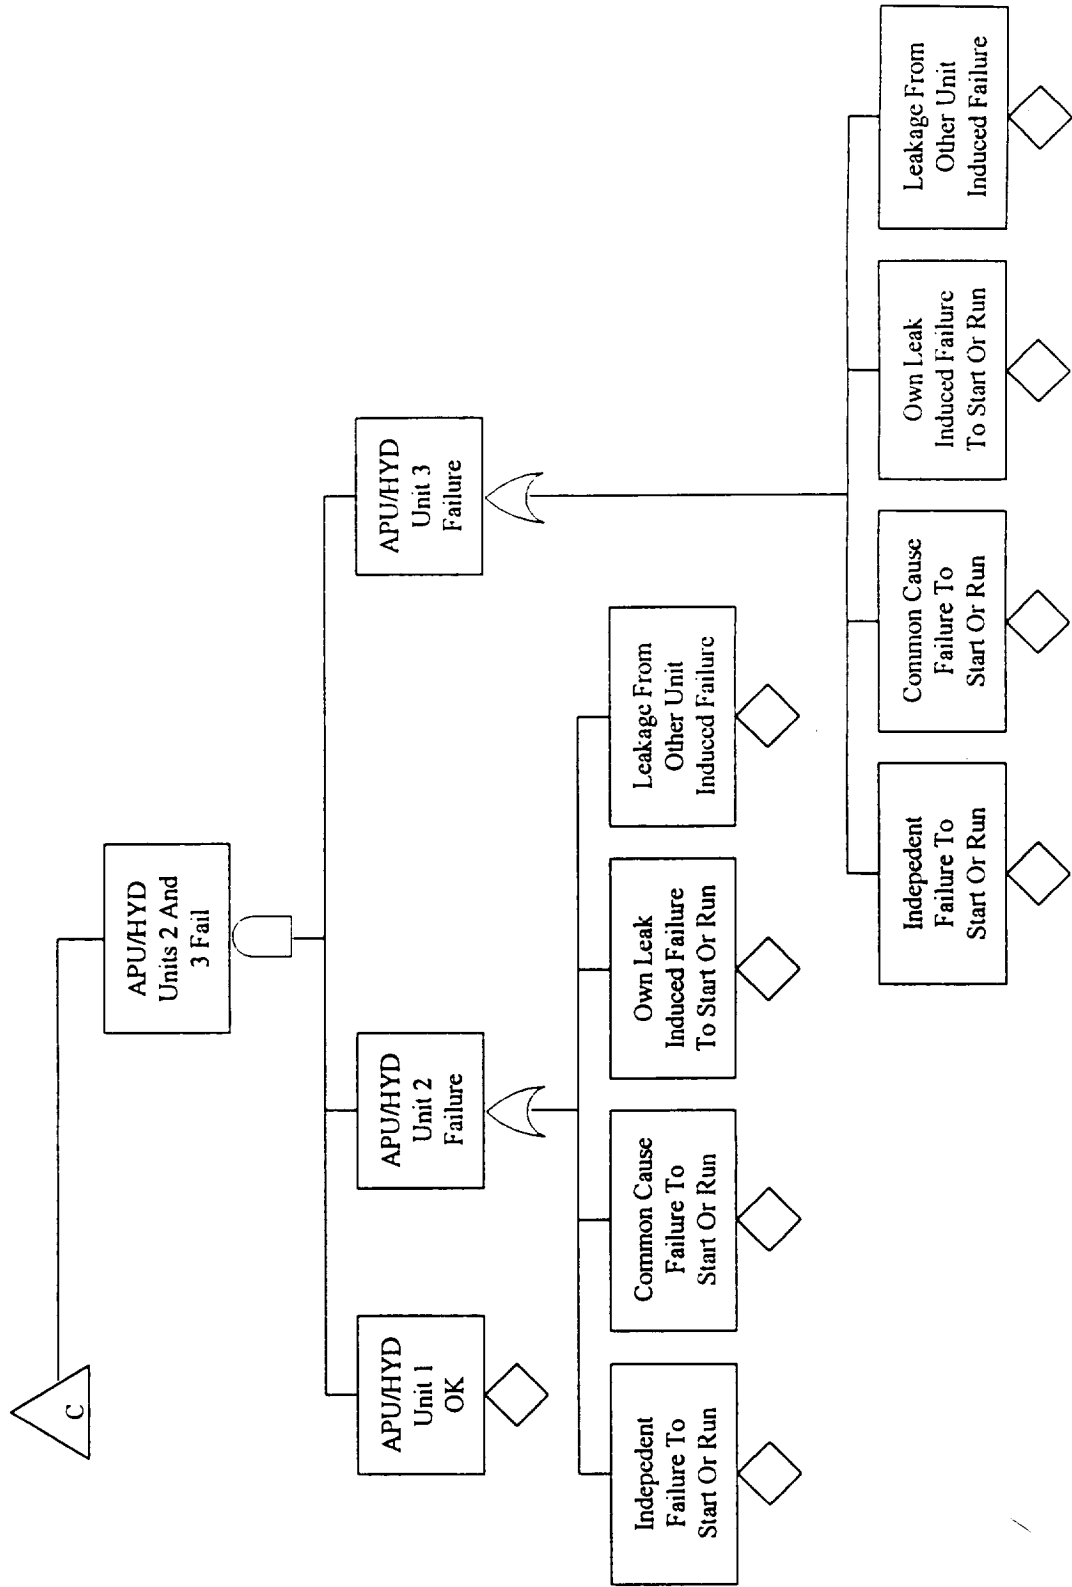 C
APU/HYD
Units 2 And
3 Fail
APU/HYD
Unit 1
OK
APU/HYD
Unit 2
Failure
APU/HYD
Unit 3
Failure
Indepedent
Failure To
Start Or Run
Common Cause
Failure To
Start Or Run
Own Leak
Induced Failure
To Start Or Run
Leakage From
Other Unit
Induced Failure
Indepedent
Failure To
Start Or Run
Common Cause
Failure To
Start Or Run
Own Leak
Induced Failure
To Start Or Run
Leakage From
Other Unit
Induced Failure